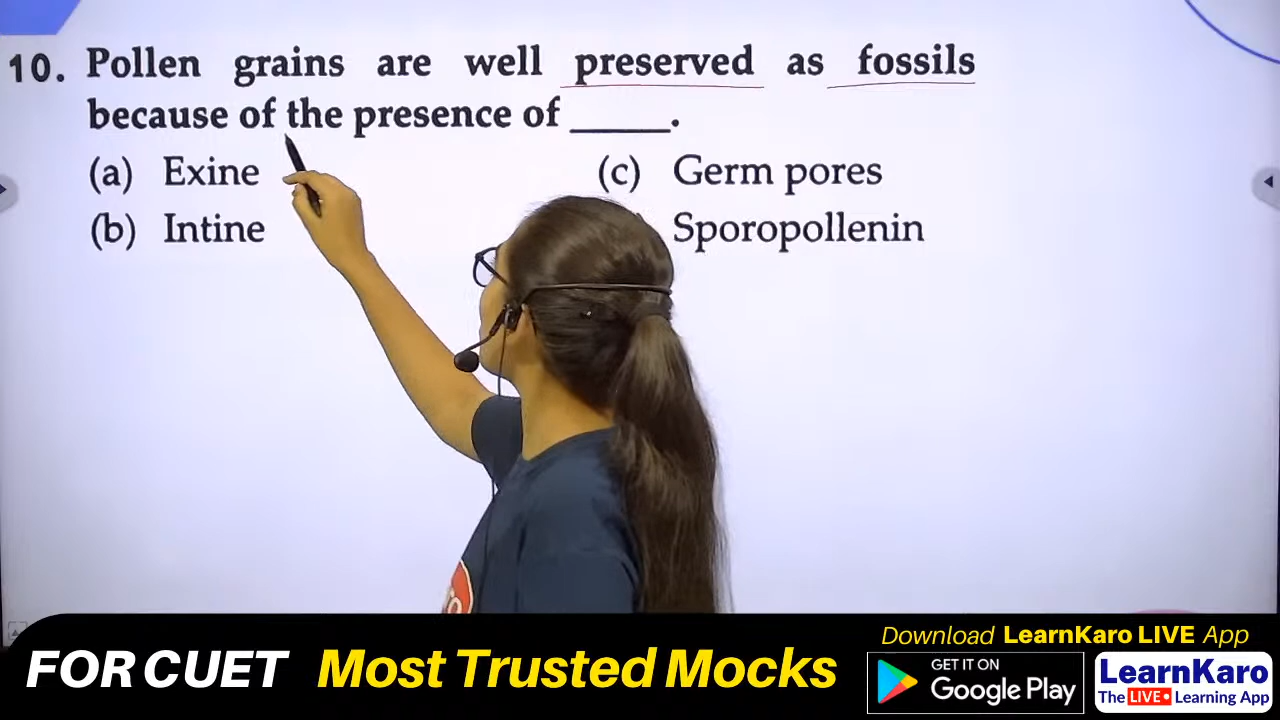 10. Pollen grains are well preserved as fossils
because of the presence of _____.
(a) Exine
(c) Germ pores
(b) Intine
Sporopollenin
FOR CUET Most Trusted Mocks
Download LearnKaro LIVE App
GET IT ON
Google Play
LearnKaro
The LIVE Learning App